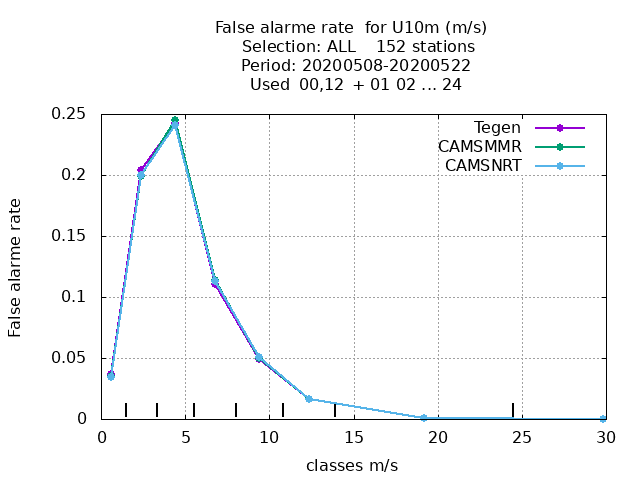 False alarme rate  for U10m (m/s)
Selection: ALL    152 stations
Period: 20200508-20200522
Used  00,12  + 01 02 ... 24
0.25
0.2
0.15
0.1
0.05
0
False alarme rate
Tegen
CAMSMMR
CAMSNRT
0 5 10 15 20 25 30
classes m/s